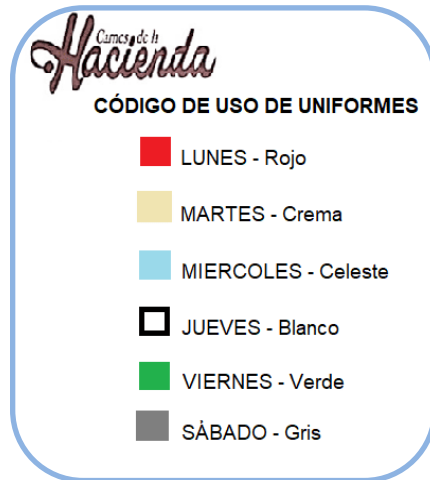 Carnes de la
Hacienda
CÓDIGO DE USO DE UNIFORMES
LUNES - Rojo
MARTES - Crema
MIERCOLES - Celeste
JUEVES - Blanco
VIERNES - Verde
SÁBADO - Gris